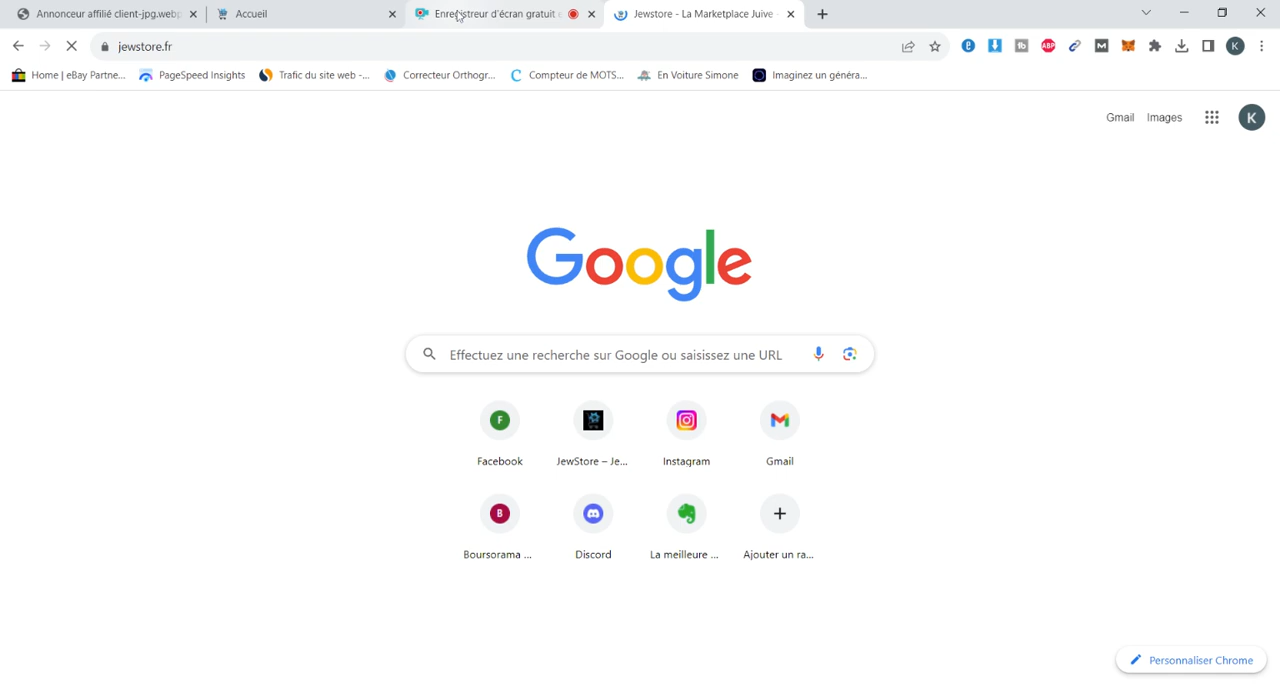 Annonceur affilié client-jpg.webp
Accueil
Enregistreur d'écran gratuit
Jewstore - La Marketplace Juive -
jewstore.fr
ABP
M
K
Home | eBay Partne...
PageSpeed Insights
Trafic du site web -...
Correcteur Orthogr...
C
Compteur de MOTS...
En Voiture Simone
Imaginez un généra...
Gmail
Images
K
Google
Effectuez une recherche sur Google ou saisissez une URL
F
Facebook
JewStore – Je...
Instagram
Gmail
B
Boursorama ...
Discord
La meilleure ...
Ajouter un ra...
Personnaliser Chrome